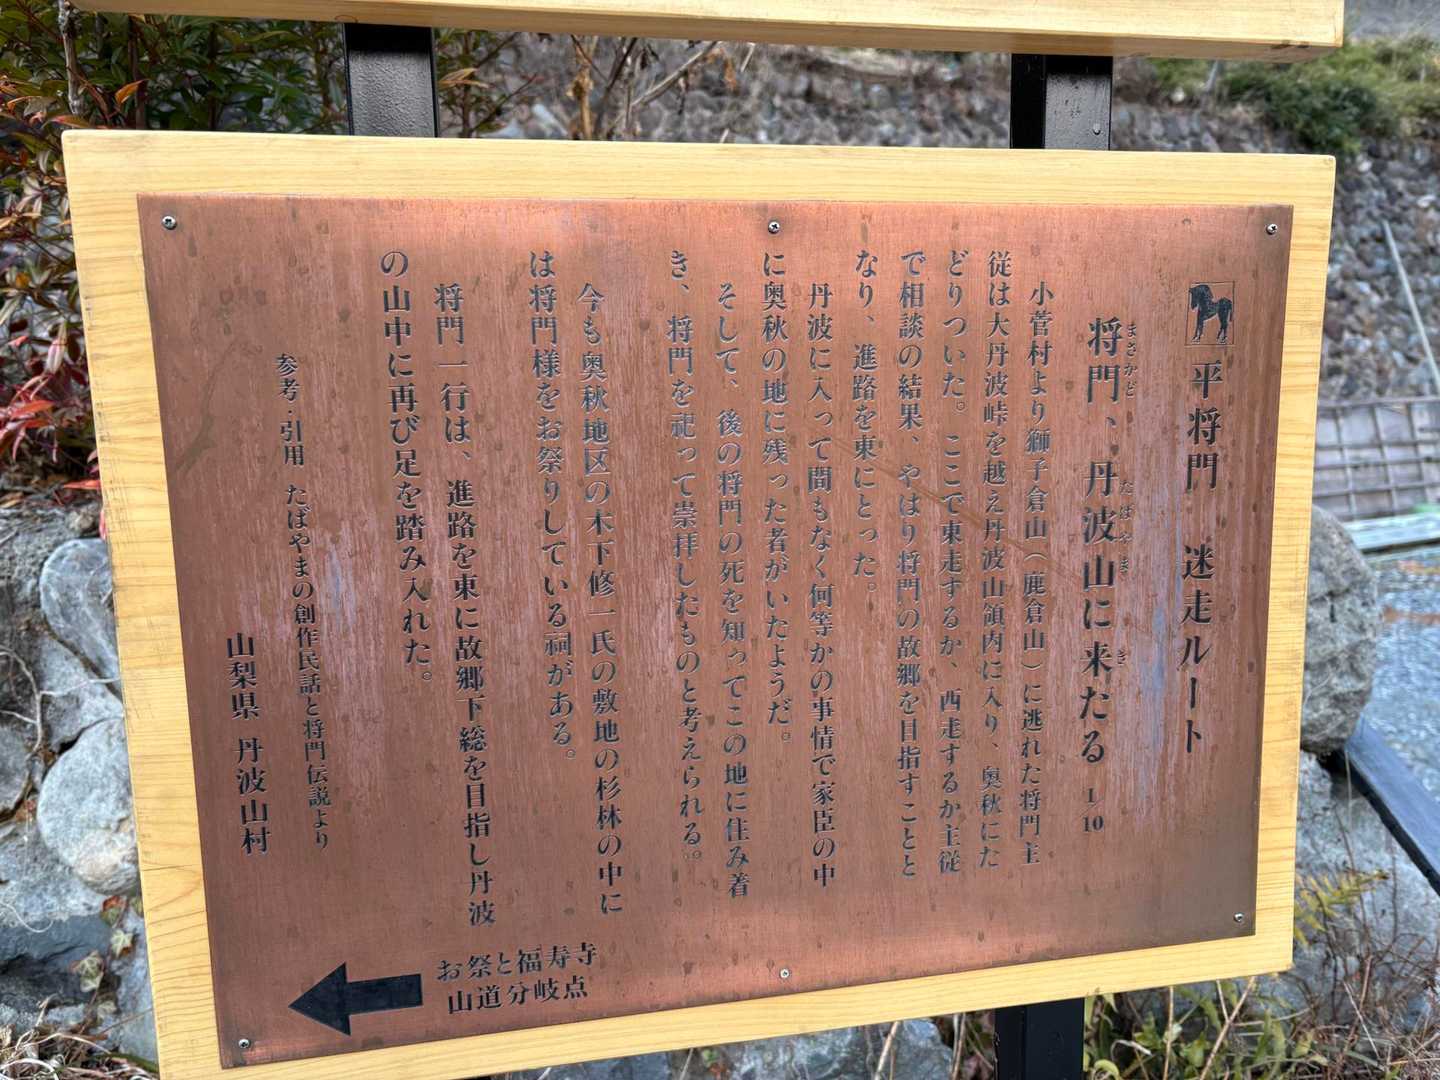 平将門 迷走ルート
将門、丹波山に来たる 1/10
まさかど たばやま き
小菅村より獅子倉山(鹿倉山)に逃れた将門主
従は大丹波峠を越え丹波山領内に入り、奥秋にた
どりついた。ここで東走するか、西走するか主従
で相談の結果、やはり将門の故郷を目指すことと
なり、進路を東にとった。
丹波に入って間もなく何等かの事情で家臣の中
に奥秋の地に残った者がいたようだ。
そして、後の将門の死を知ってこの地に住み着
き、将門を祀って崇拝したものと考えられる。
今も奥秋地区の木下修一氏の敷地の杉林の中に
は将門様をお祭りしている祠がある。
将門一行は、進路を東に故郷下総を目指し丹波
の山中に再び足を踏み入れた。
参考・引用 たばやまの創作民話と将門伝説より
山梨県 丹波山村
お祭と福寿寺
山道分岐点